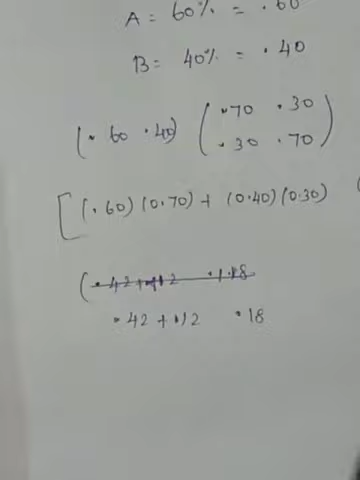 A = 60% = .60
B = 40% = .40
(.60 .40) (.70 .30
.30 .70)
[(.60)(0.70) + (0.40)(0.30) (
.42 + .12 .18